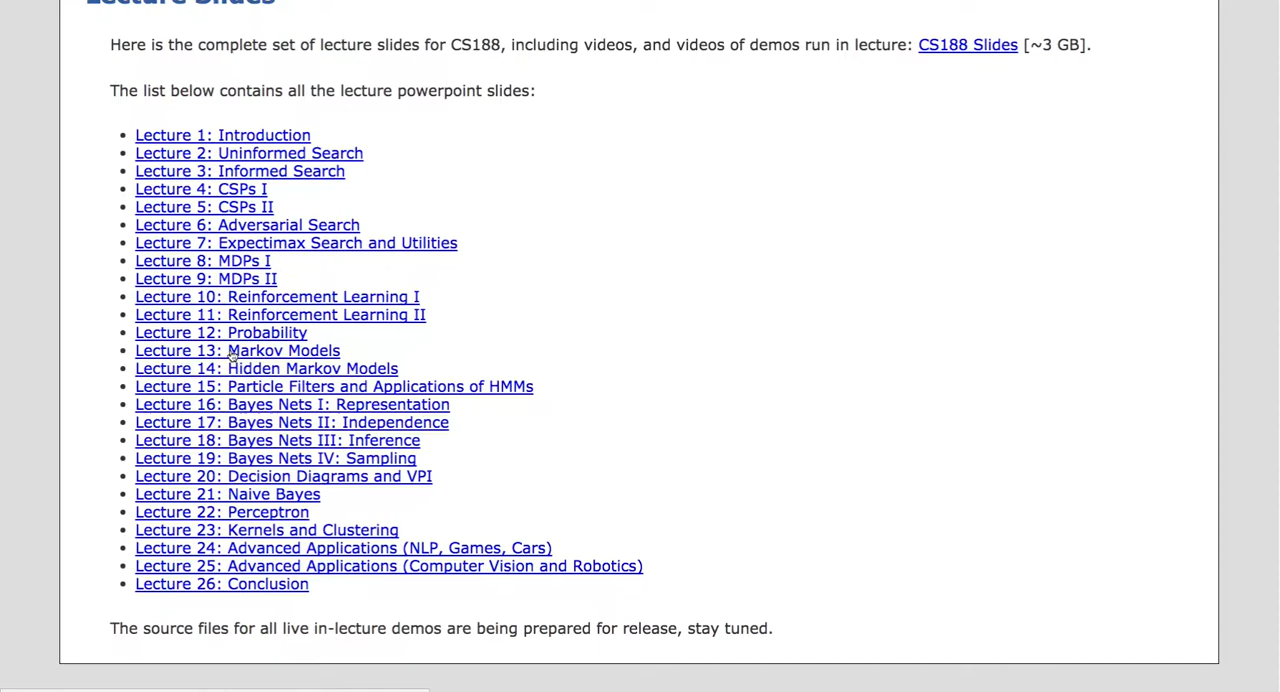 Lecture Slides
Here is the complete set of lecture slides for CS188, including videos, and videos of demos run in lecture: CS188 Slides [~3 GB].
The list below contains all the lecture powerpoint slides:
• Lecture 1: Introduction
• Lecture 2: Uninformed Search
• Lecture 3: Informed Search
• Lecture 4: CSPs I
• Lecture 5: CSPs II
• Lecture 6: Adversarial Search
• Lecture 7: Expectimax Search and Utilities
• Lecture 8: MDPs I
• Lecture 9: MDPs II
• Lecture 10: Reinforcement Learning I
• Lecture 11: Reinforcement Learning II
• Lecture 12: Probability
• Lecture 13: Markov Models
• Lecture 14: Hidden Markov Models
• Lecture 15: Particle Filters and Applications of HMMs
• Lecture 16: Bayes Nets I: Representation
• Lecture 17: Bayes Nets II: Independence
• Lecture 18: Bayes Nets III: Inference
• Lecture 19: Bayes Nets IV: Sampling
• Lecture 20: Decision Diagrams and VPI
• Lecture 21: Naive Bayes
• Lecture 22: Perceptron
• Lecture 23: Kernels and Clustering
• Lecture 24: Advanced Applications (NLP, Games, Cars)
• Lecture 25: Advanced Applications (Computer Vision and Robotics)
• Lecture 26: Conclusion
The source files for all live in-lecture demos are being prepared for release, stay tuned.